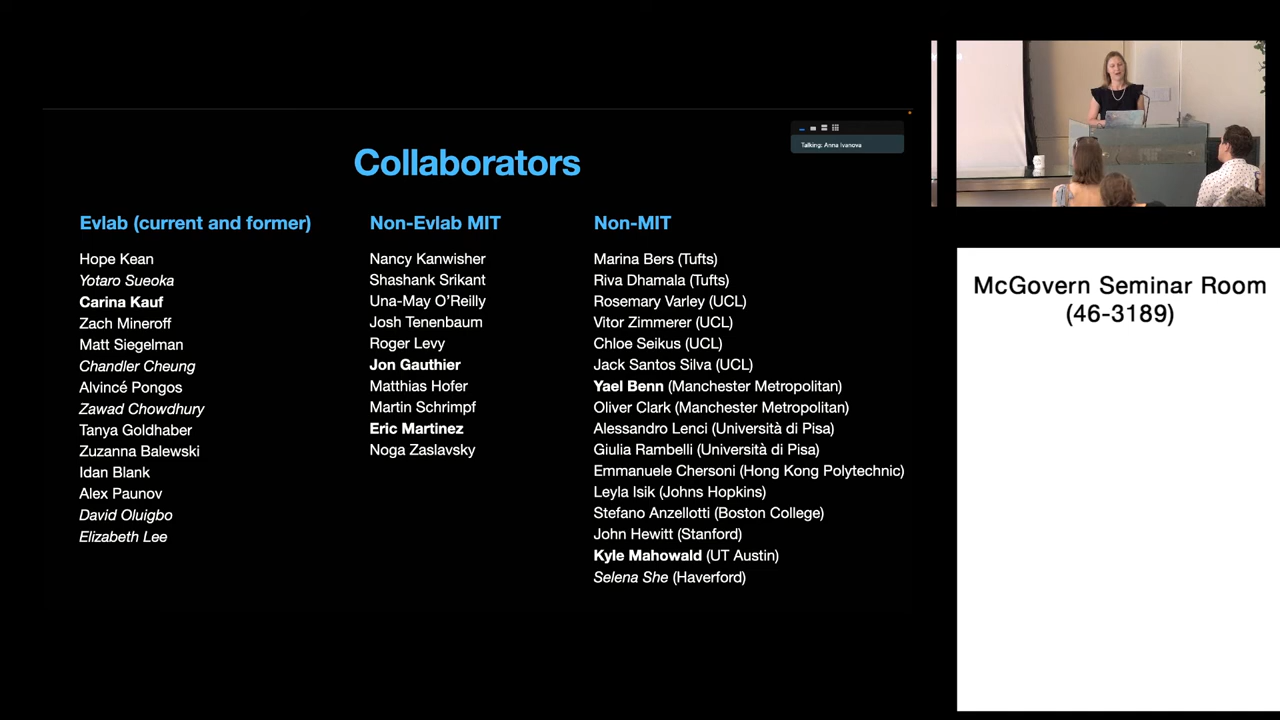 Talking: Anna Ivanova
Collaborators
Evlab (current and former)
Hope Kean
Yotaro Sueoka
Carina Kauf
Zach Mineroff
Matt Siegelman
Chandler Cheung
Alvincé Pongos
Zawad Chowdhury
Tanya Goldhaber
Zuzanna Balewski
Idan Blank
Alex Paunov
David Oluigbo
Elizabeth Lee
Non-Evlab MIT
Nancy Kanwisher
Shashank Srikant
Una-May O’Reilly
Josh Tenenbaum
Roger Levy
Jon Gauthier
Matthias Hofer
Martin Schrimpf
Eric Martinez
Noga Zaslavsky
Non-MIT
Marina Bers (Tufts)
Riva Dhamala (Tufts)
Rosemary Varley (UCL)
Vitor Zimmerer (UCL)
Chloe Seikus (UCL)
Jack Santos Silva (UCL)
Yael Benn (Manchester Metropolitan)
Oliver Clark (Manchester Metropolitan)
Alessandro Lenci (Università di Pisa)
Giulia Rambelli (Università di Pisa)
Emmanuele Chersoni (Hong Kong Polytechnic)
Leyla Isik (Johns Hopkins)
Stefano Anzellotti (Boston College)
John Hewitt (Stanford)
Kyle Mahowald (UT Austin)
Selena She (Haverford)
McGovern Seminar Room
(46-3189)